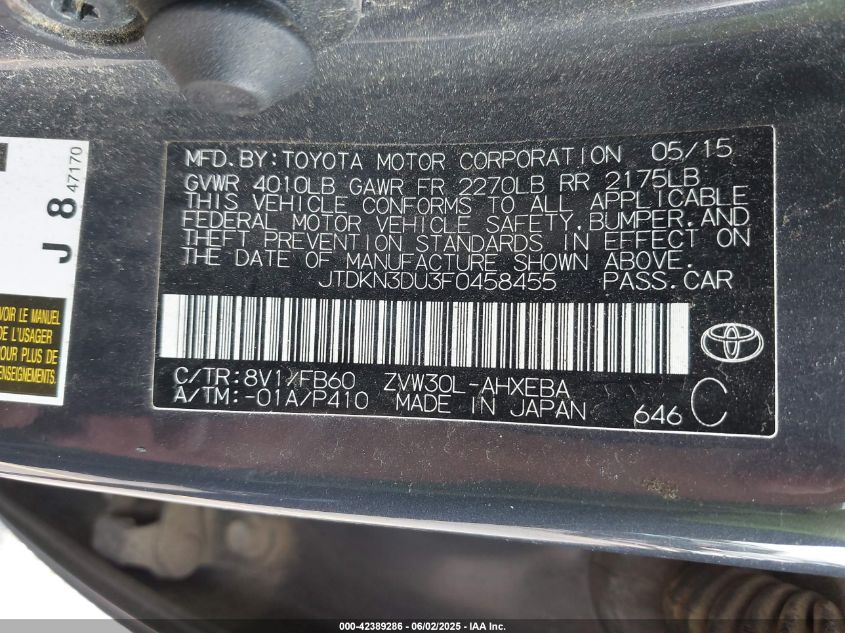 MFD.BY:TOYOTA MOTOR CORPORATION 05/15
GVWR 4010LB GAWR FR 2270LB RR 2175LB
THIS VEHICLE CONFORMS TO ALL APPLICABLE
FEDERAL MOTOR VEHICLE SAFETY,BUMPER,AND
THEFT PREVENTION STANDARDS IN EFFECT ON
THE DATE OF MANUFACTURE SHOWN ABOVE.
JTDKN3DU3F0458455 PASS.CAR
C/TR:8V1/FB60 ZVW30L-AHXEBA
A/TM:-01A/P410 MADE IN JAPAN 646 C
J 8 47170
VOIR LE MANUEL
DE L'USAGER
POUR PLUS DE
RENSEIGNEMENTS
000-42389286 - 06/02/2025 - IAA Inc.